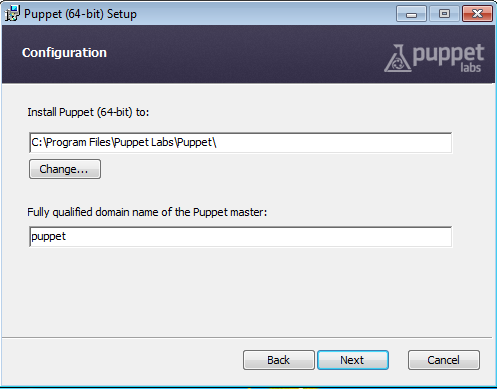 Puppet (64-bit) Setup
Configuration
puppet
labs
Install Puppet (64-bit) to:
C:\Program Files\Puppet Labs\Puppet\
Change...
Fully qualified domain name of the Puppet master:
puppet
Back Next Cancel